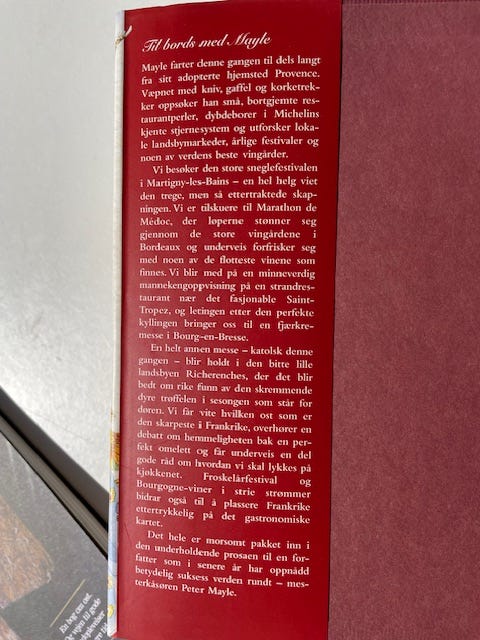 Til bords med Mayle
Mayle farter denne gangen til dels langt
fra sitt adopterte hjemsted Provence.
Væpnet med kniv, gaffel og korketrek-
ker oppsøker han små, bortgjemte res-
taurantperler, dybdeborer i Michelins
kjente stjernesystem og utforsker loka-
le landsbymarkeder, årlige festivaler og
noen av verdens beste vingårder.
Vi besøker den store sneglefestivalen
i Martigny-les-Bains – en hel helg viet
den trege, men så ettertraktede skap-
ningen. Vi er tilskuere til Marathon de
Médoc, der løperne stønner seg
gjennom de store vingårdene i
Bordeaux og underveis forfrisker seg
med noen av de flotteste vinene som
finnes. Vi blir med på en minneverdig
mannekengoppvisning på en strandres-
taurant nær det fasjonable Saint-
Tropez, og letingen etter den perfekte
kyllingen bringer oss til en fjærkre-
messe i Bourg-en-Bresse.
En helt annen messe – katolsk denne
gangen – blir holdt i den bitte lille
landsbyen Richerenches, der det blir
bedt om rike funn av den skremmende
dyre trøffelen i sesongen som står for
døren. Vi får vite hvilken ost som er
den skarpeste i Frankrike, overhører en
debatt om hemmeligheten bak en per-
fekt omelett og får underveis en del
gode råd om hvordan vi skal lykkes på
kjøkkenet. Froskelårfestival og
Bourgogne-viner i strie strømmer
bidrar også til å plassere Frankrike
ettertrykkelig på det gastronomiske
kartet.
Det hele er morsomt pakket inn i
den underholdende prosaen til en for-
fatter som i senere år har oppnådd
betydelig suksess verden rundt – mes-
terkåsøren Peter Mayle.
En bog om ost,